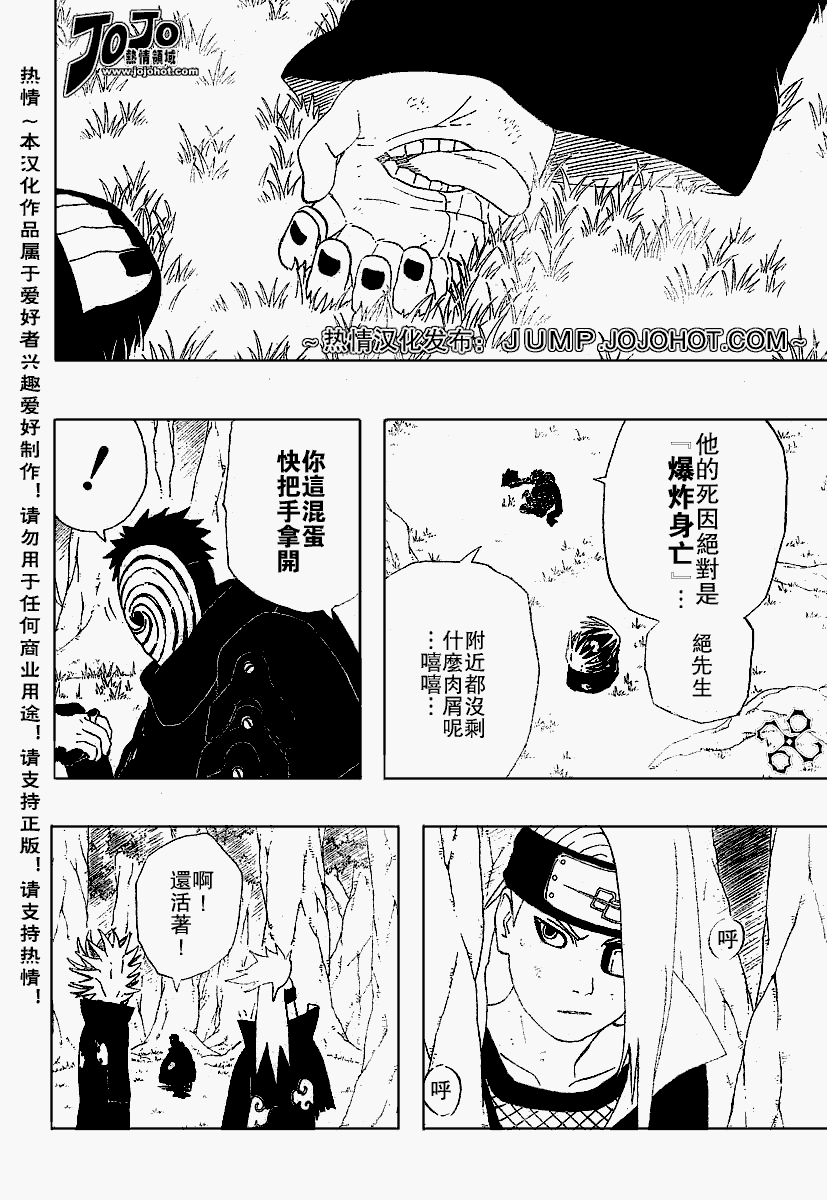 JOJO
熱情領域
www.jojohot.com
热情~本汉化作品属于爱好者兴趣爱好制作!请勿用于任何商业用途!请支持正版!请支持热情!
~热情汉化发布:JUMP.JOJOHOT.COM~
他的死因絕對是
『爆炸身亡』…
絕先生
附近都沒剩
什麼肉屑呢
…嘻嘻…
你這混蛋
快把手拿開
!
呼
呼
啊!
還活著!